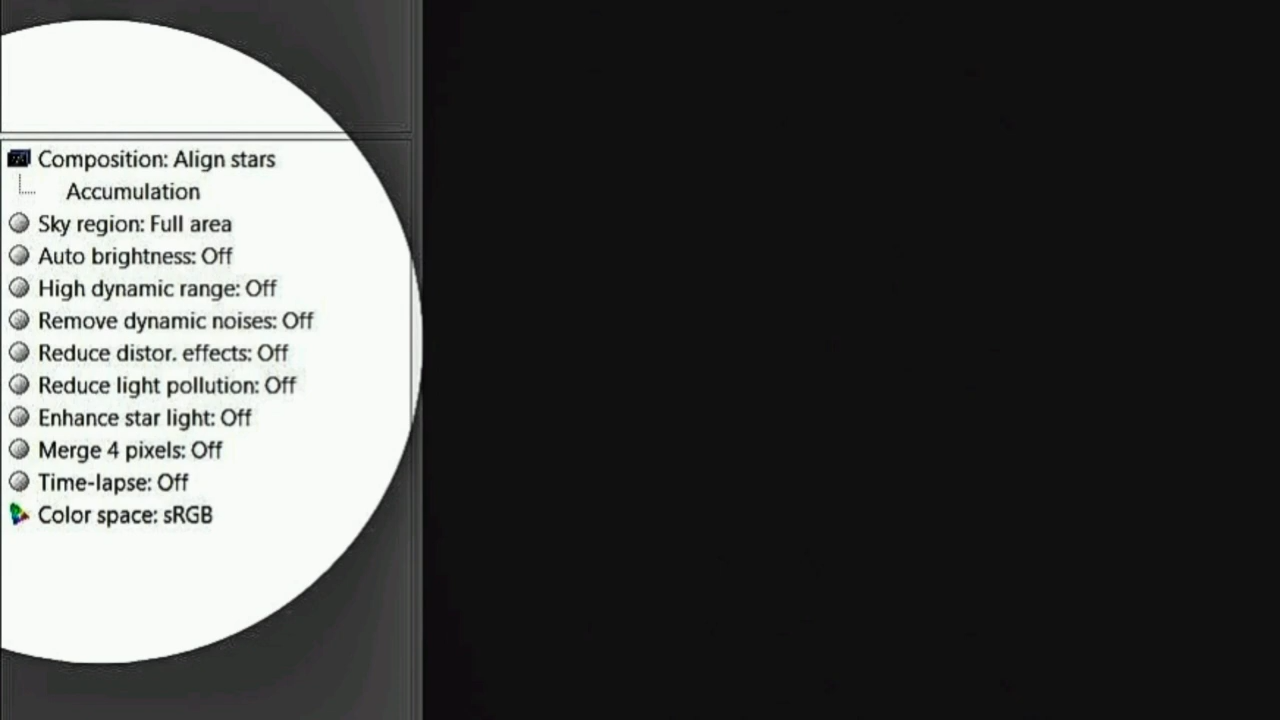 Composition: Align stars
Accumulation
Sky region: Full area
Auto brightness: Off
High dynamic range: Off
Remove dynamic noises: Off
Reduce distor. effects: Off
Reduce light pollution: Off
Enhance star light: Off
Merge 4 pixels: Off
Time-lapse: Off
Color space: sRGB